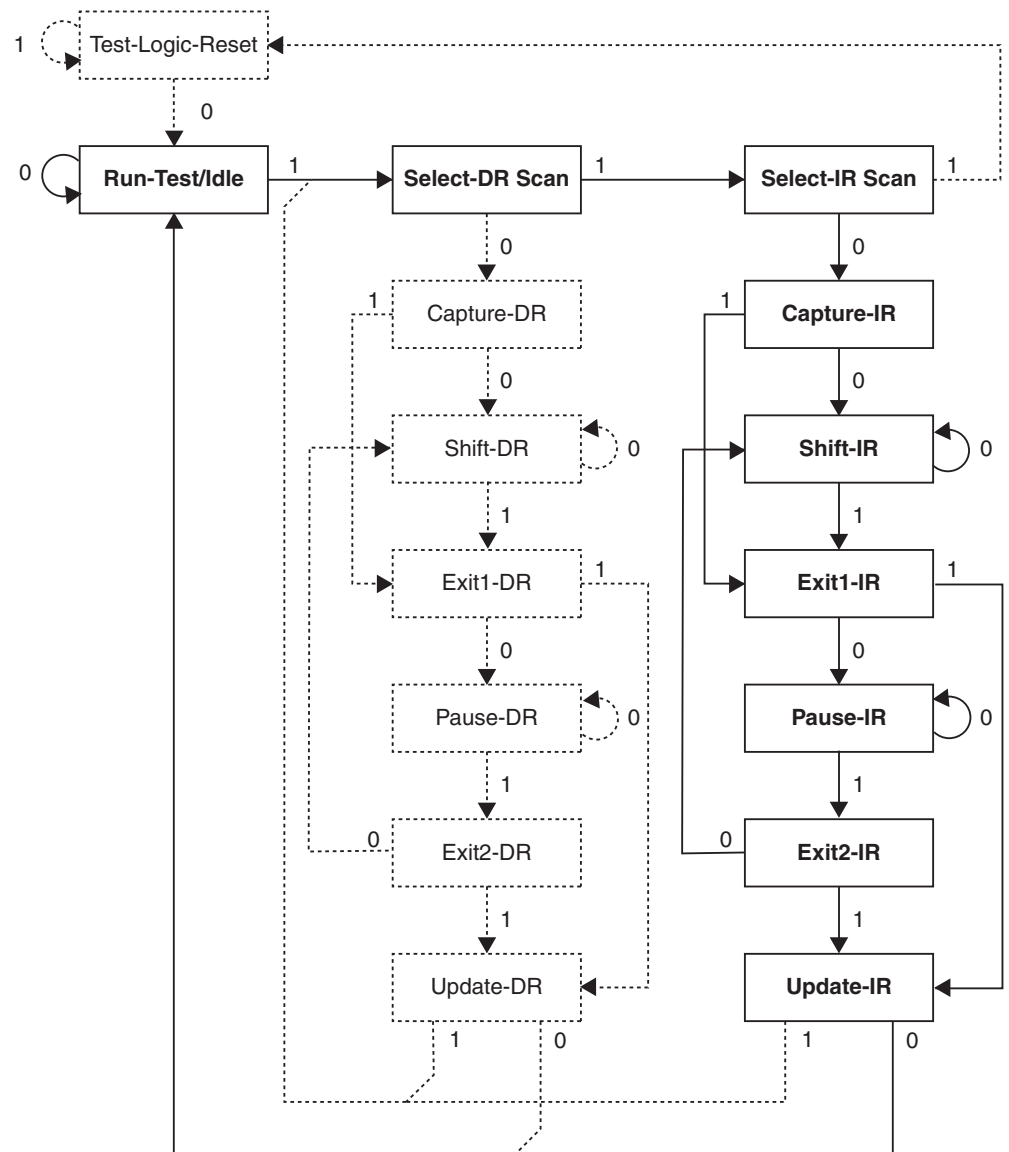 1
Test-Logic-Reset
0
0
Run-Test/Idle
1
Select-DR Scan
1
Select-IR Scan
1
0
0
1
Capture-DR
1
Capture-IR
0
0
Shift-DR
0
Shift-IR
0
1
1
Exit1-DR
1
Exit1-IR
1
0
0
Pause-DR
0
Pause-IR
0
1
1
0
Exit2-DR
0
Exit2-IR
1
1
Update-DR
Update-IR
1
0
1
0